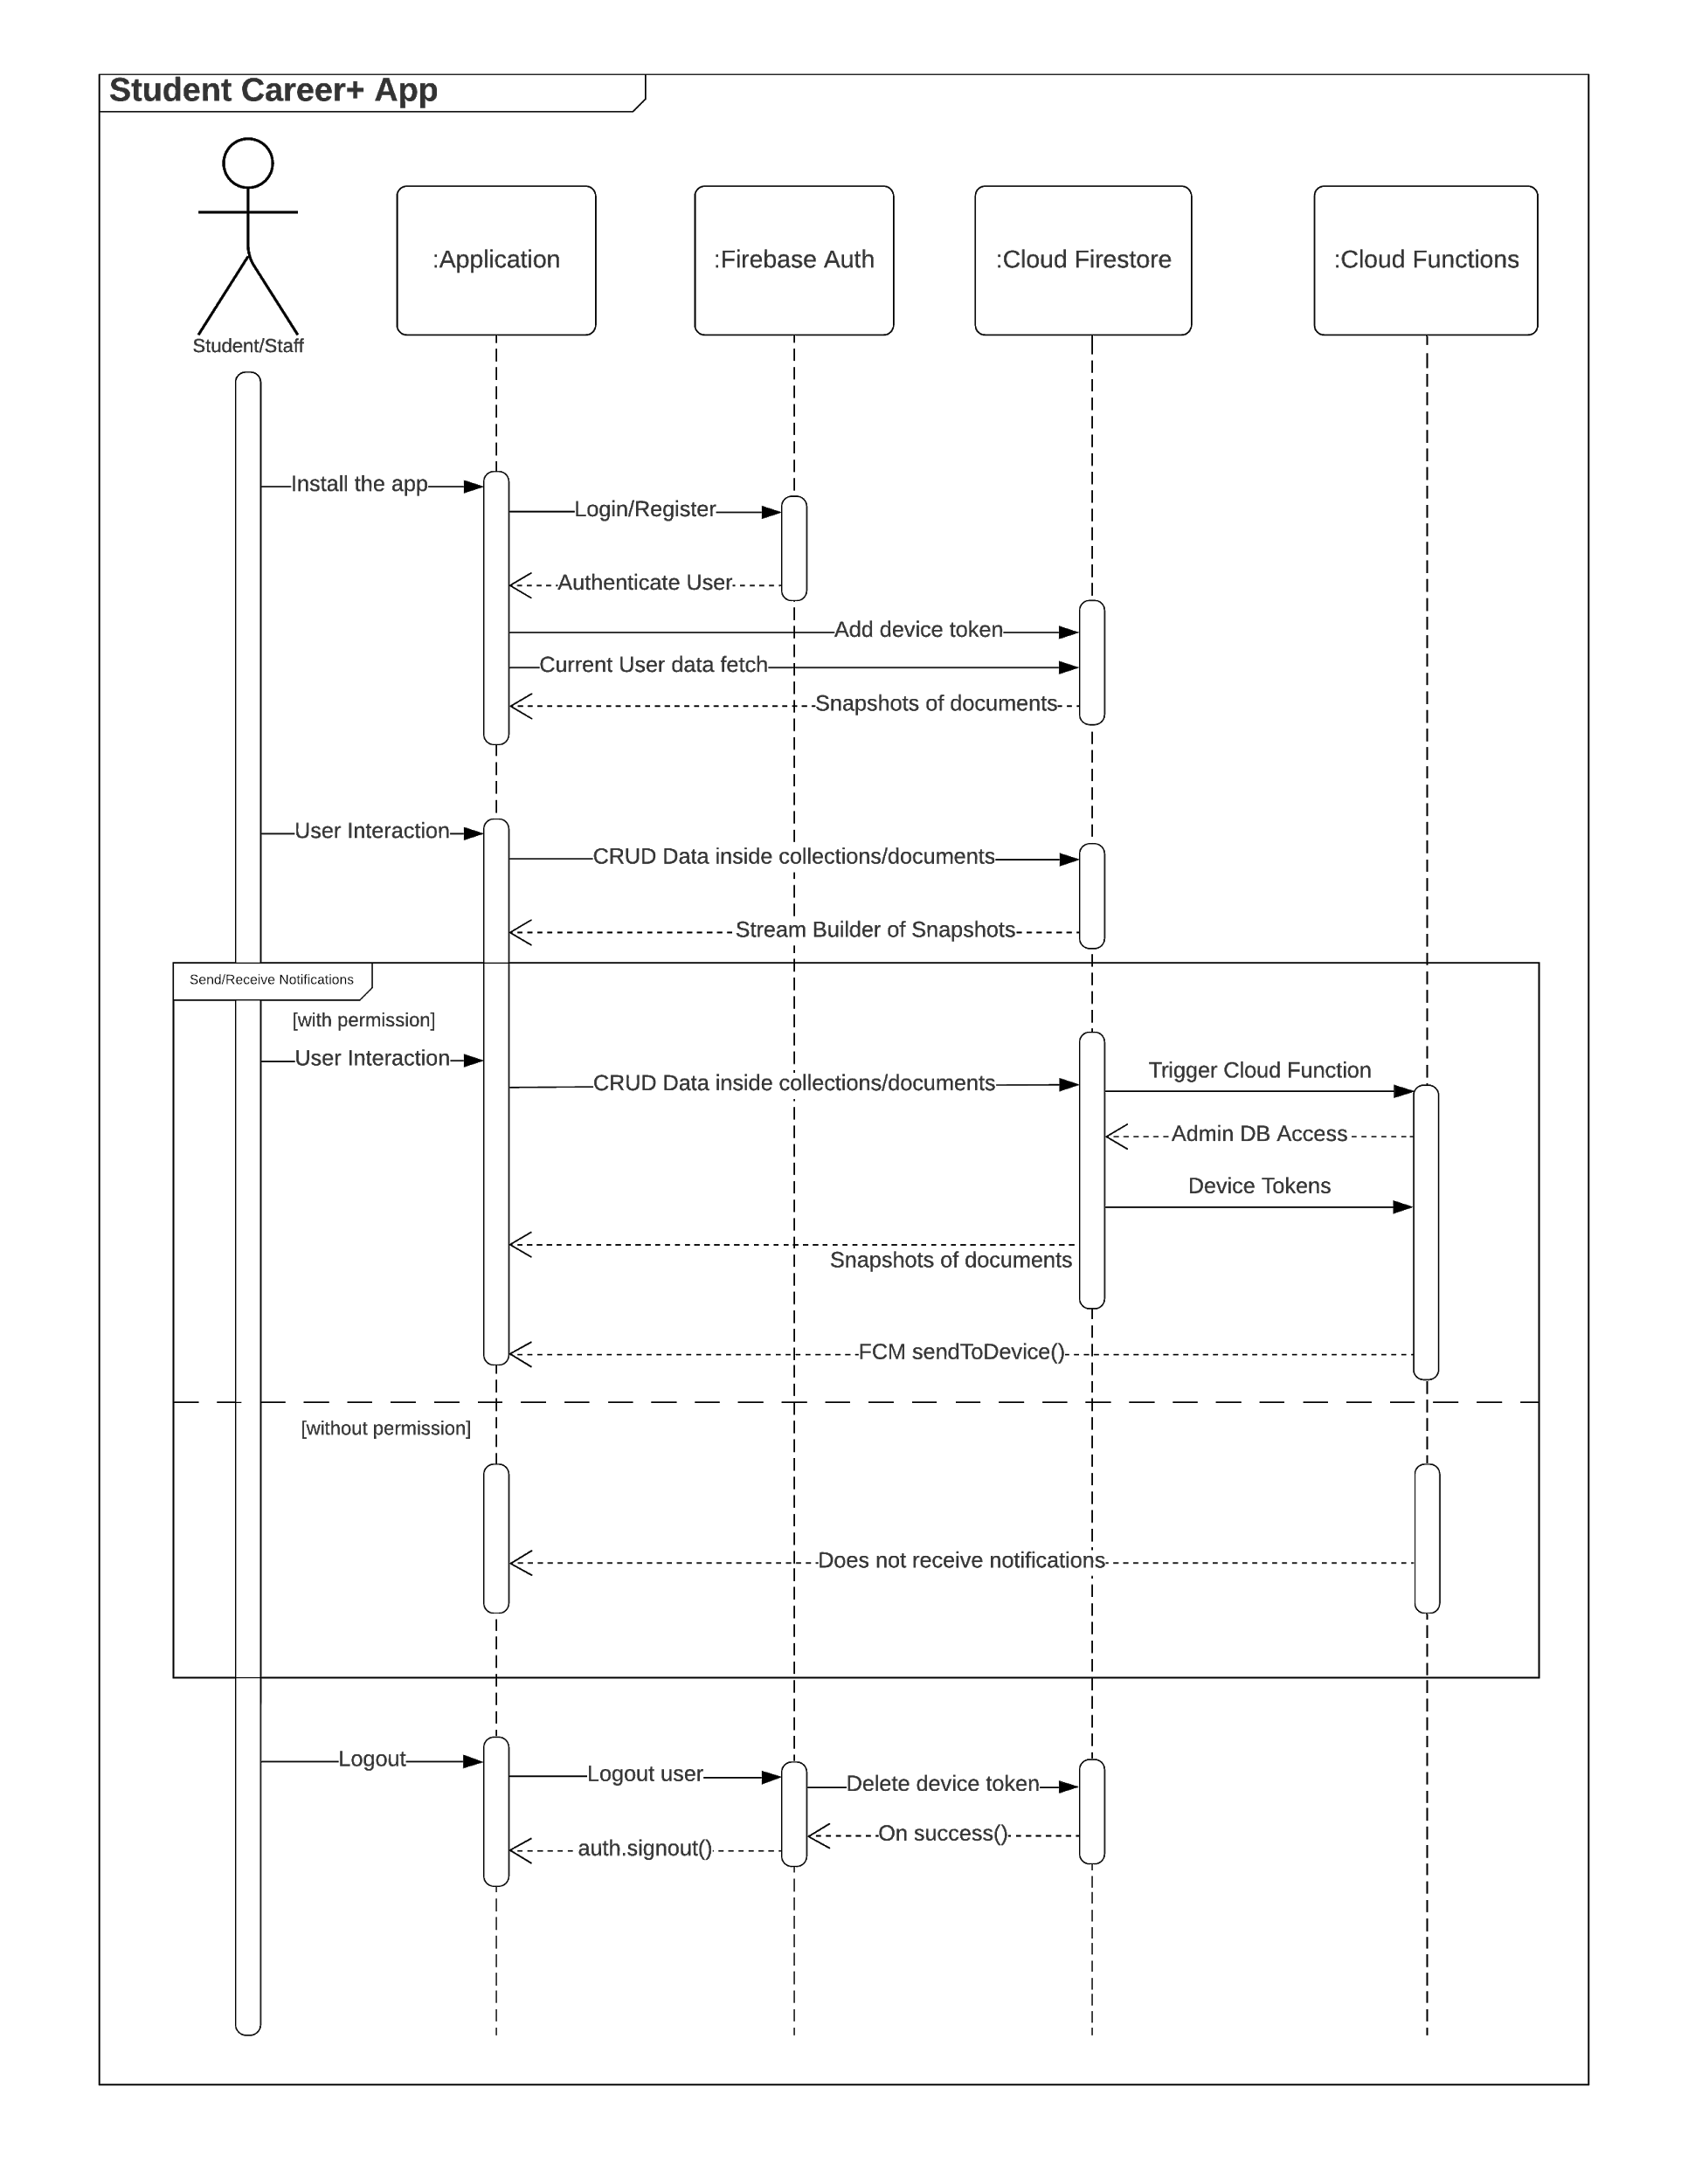 Student Career+ App
Student/Staff
:Application
:Firebase Auth
:Cloud Firestore
:Cloud Functions
Install the app
Login/Register
Authenticate User
Add device token
Current User data fetch
Snapshots of documents
User Interaction
CRUD Data inside collections/documents
Stream Builder of Snapshots
Send/Receive Notifications
[with permission]
User Interaction
CRUD Data inside collections/documents
Trigger Cloud Function
Admin DB Access
Device Tokens
Snapshots of documents
FCM sendToDevice()
[without permission]
Does not receive notifications
Logout
Logout user
Delete device token
On success()
auth.signout()